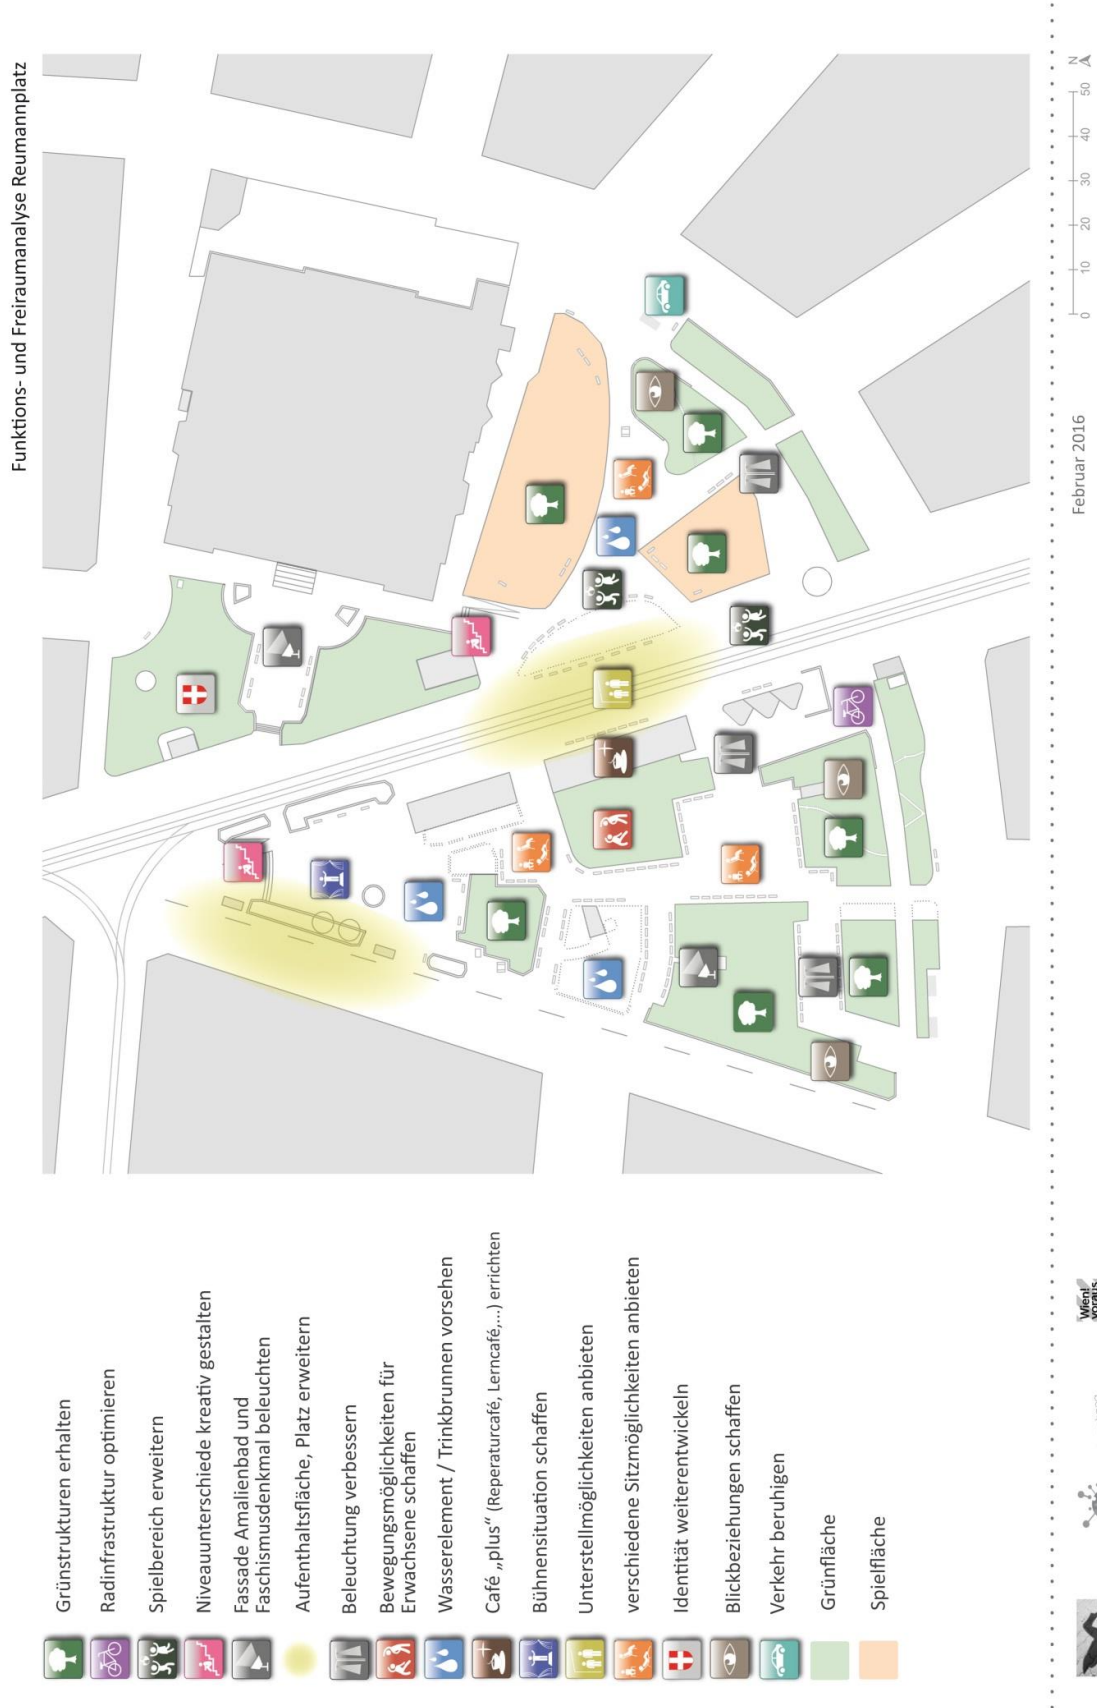 Funktions- und Freiraumanalyse Reumannplatz
Grünstrukturen erhalten
Radinfrastruktur optimieren
Spielbereich erweitern
Niveauunterschiede kreativ gestalten
Fassade Amalienbad und
Faschismusdenkmal beleuchten
Aufenthaltsfläche, Platz erweitern
Beleuchtung verbessern
Bewegungsmöglichkeiten für
Erwachsene schaffen
Wasserelement / Trinkbrunnen vorsehen
Café „plus“ (Reperaturcafé, Lerncafé,...) errichten
Bühnensituation schaffen
Unterstellmöglichkeiten anbieten
verschiedene Sitzmöglichkeiten anbieten
Identität weiterentwickeln
Blickbeziehungen schaffen
Verkehr beruhigen
Grünfläche
Spielfläche
Wien!
voraus
Februar 2016
0 10 20 30 40 50
N